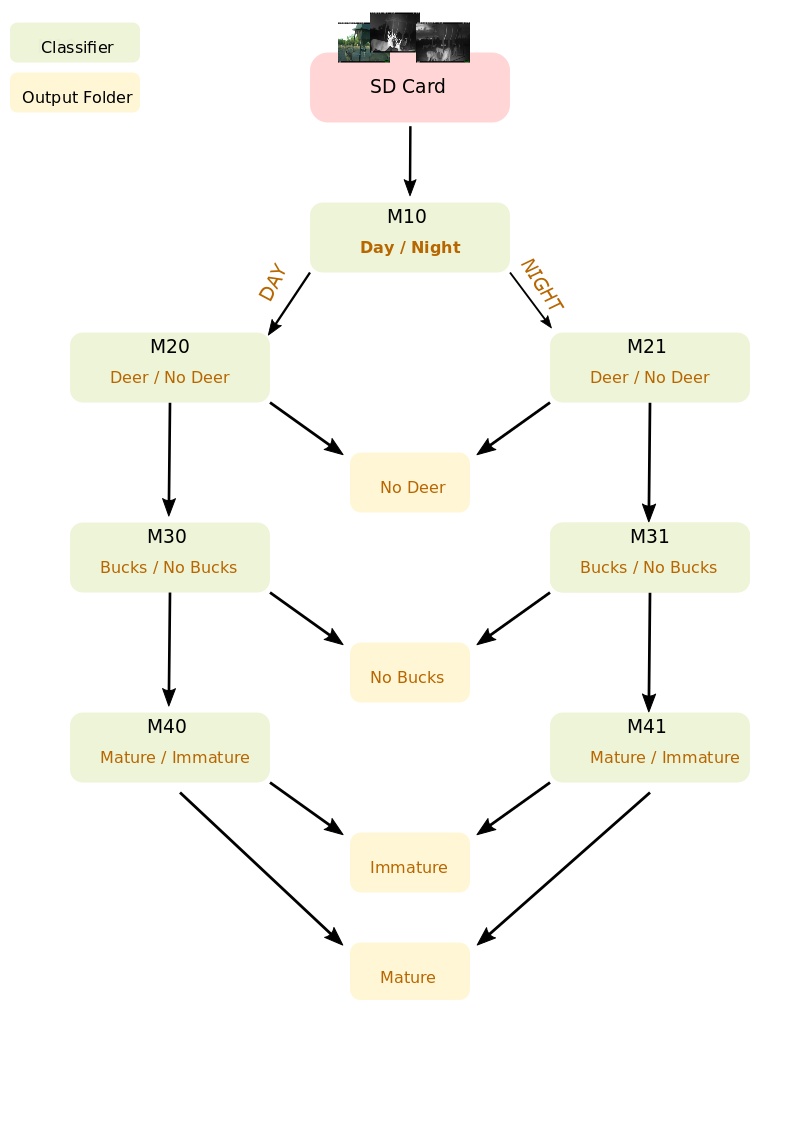 Classifier
Output Folder
SD Card
M10
Day / Night
DAY
NIGHT
M20
Deer / No Deer
M21
Deer / No Deer
No Deer
M30
Bucks / No Bucks
M31
Bucks / No Bucks
No Bucks
M40
Mature / Immature
M41
Mature / Immature
Immature
Mature